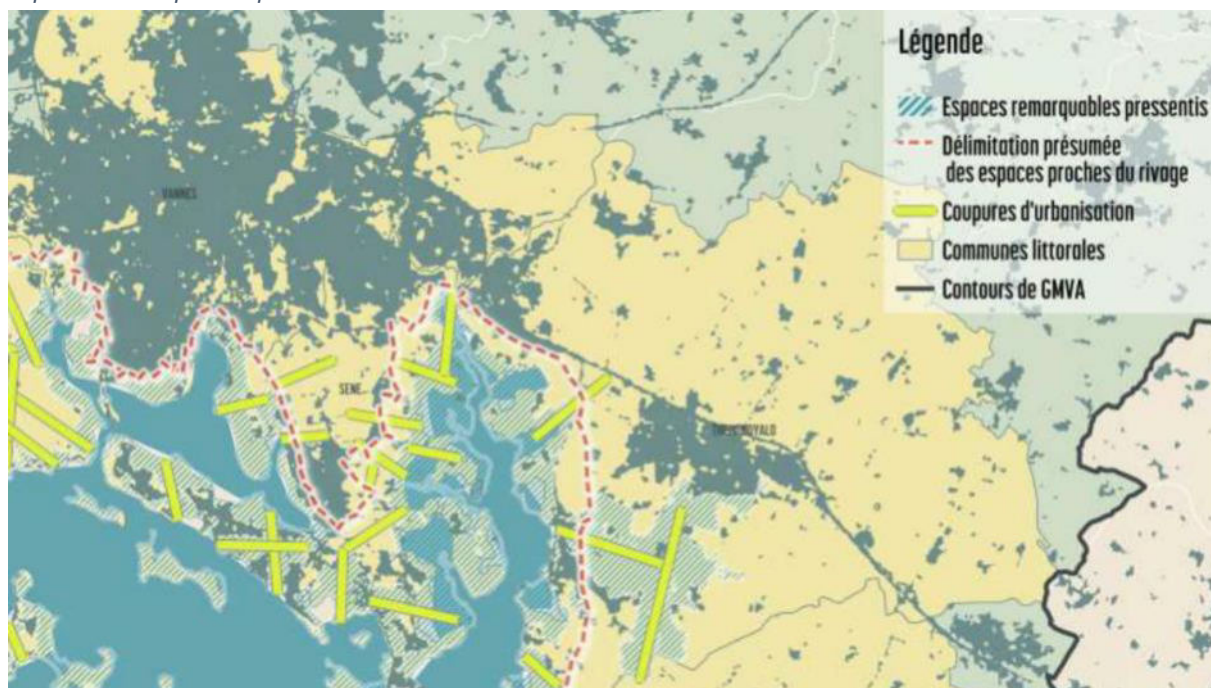 Légende
Espaces remarquables pressentis
Délimitation présumée
des espaces proches du rivage
Coupures d'urbanisation
Communes littorales
Contours de GMVA
VANNES
SENE